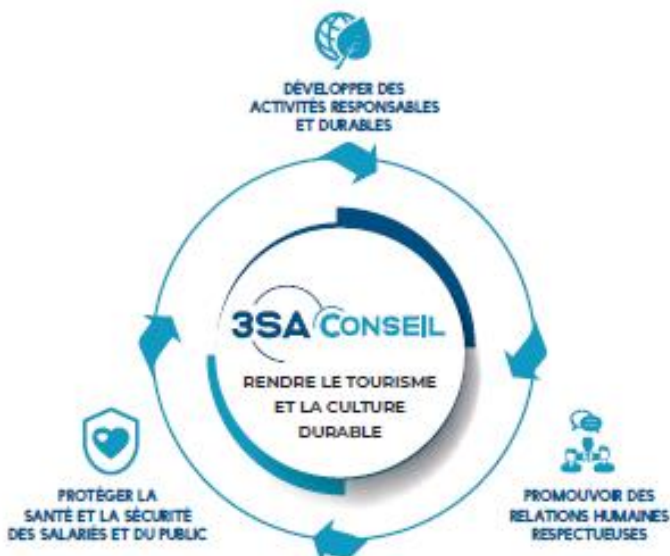 DÉVELOPPER DES
ACTIVITÉS RESPONSABLES
ET DURABLES
3SA CONSEIL
RENDRE LE TOURISME
ET LA CULTURE
DURABLE
PROTÉGER LA
SANTÉ ET LA SÉCURITÉ
DES SALARIÉS ET DU PUBLIC
PROMOUVOIR DES
RELATIONS HUMAINES
RESPECTUEUSES